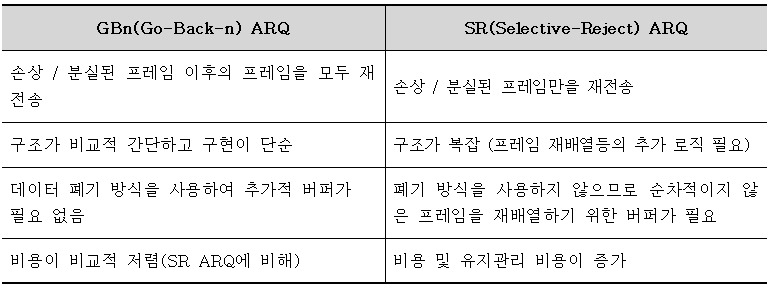 GBn(Go-Back-n) ARQ
SR(Selective-Reject) ARQ
손상 / 분실된 프레임 이후의 프레임을 모두 재
전송
손상 / 분실된 프레임만을 재전송
구조가 비교적 간단하고 구현이 단순
구조가 복잡 (프레임 재배열등의 추가 로직 필요)
데이터 폐기 방식을 사용하여 추가적 버퍼가
필요 없음
폐기 방식을 사용하지 않으므로 순차적이지 않
은 프레임을 재배열하기 위한 버퍼가 필요
비용이 비교적 저렴(SR ARQ에 비해)
비용 및 유지관리 비용이 증가